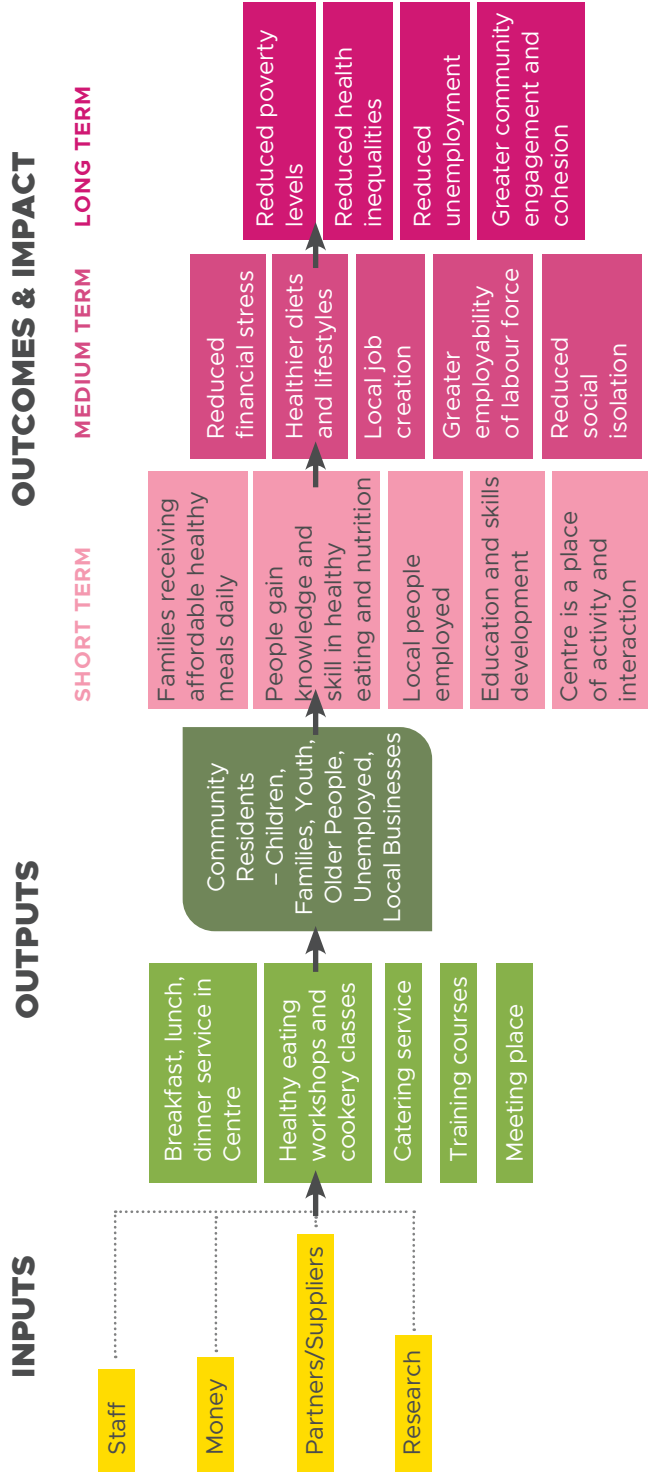 INPUTS
Staff
Money
Partners/Suppliers
Research
OUTPUTS
Breakfast, lunch,
dinner service in
Centre
Healthy eating
workshops and
cookery classes
Catering service
Training courses
Meeting place
Community
Residents
– Children,
Families, Youth,
Older People,
Unemployed,
Local Businesses
OUTCOMES & IMPACT
SHORT TERM
Families receiving
affordable healthy
meals daily
People gain
knowledge and
skill in healthy
eating and nutrition
Local people
employed
Education and skills
development
Centre is a place
of activity and
interaction
MEDIUM TERM
Reduced
financial stress
Healthier diets
and lifestyles
Local job
creation
Greater
employability
of labour force
Reduced
social
isolation
LONG TERM
Reduced poverty
levels
Reduced health
inequalities
Reduced
unemployment
Greater community
engagement and
cohesion